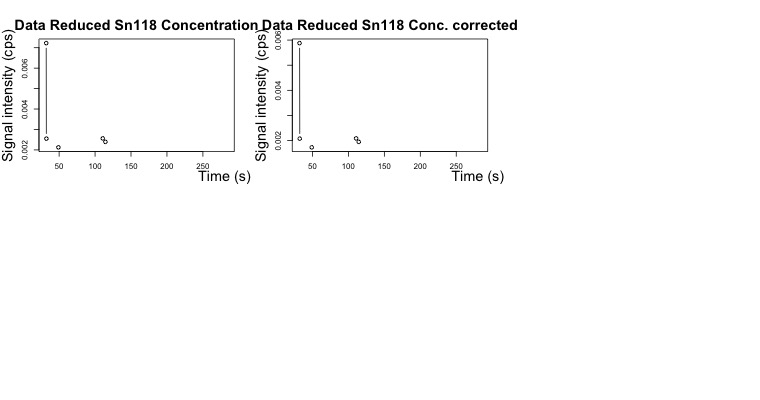 Data Reduced Sn118 Concentration
Signal intensity (cps)
0.002 0.004 0.006
50 100 150 200 250
Time (s)
Data Reduced Sn118 Conc. corrected
Signal intensity (cps)
0.002 0.004 0.006
50 100 150 200 250
Time (s)